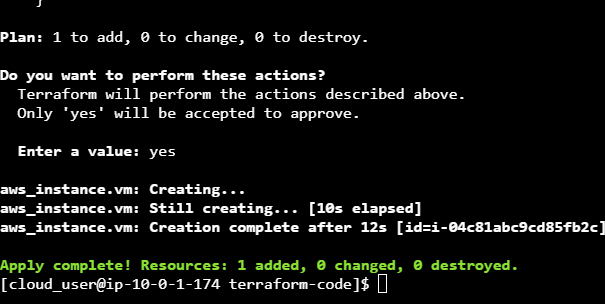 }
Plan: 1 to add, 0 to change, 0 to destroy.
Do you want to perform these actions?
Terraform will perform the actions described above.
Only 'yes' will be accepted to approve.
Enter a value: yes
aws_instance.vm: Creating...
aws_instance.vm: Still creating... [10s elapsed]
aws_instance.vm: Creation complete after 12s [id=i-04c81abc9cd85fb2c]
Apply complete! Resources: 1 added, 0 changed, 0 destroyed.
[cloud_user@ip-10-0-1-174 terraform-code]$